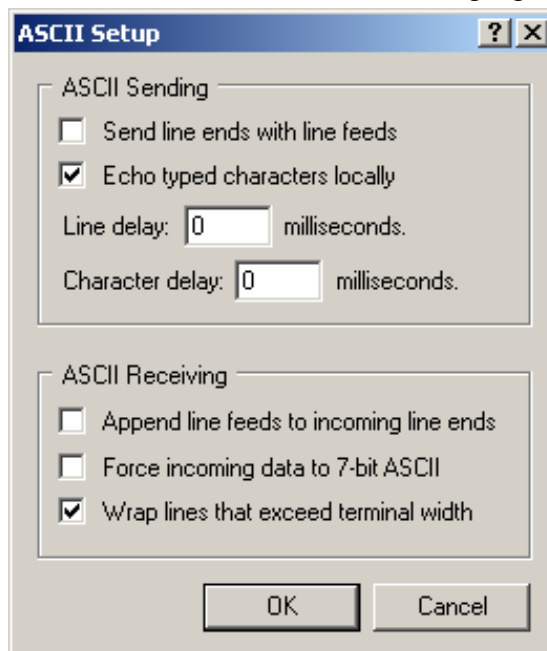 ASCII Setup
ASCII Sending
Send line ends with line feeds
Echo typed characters locally
Line delay: 0 milliseconds.
Character delay: 0 milliseconds.
ASCII Receiving
Append line feeds to incoming line ends
Force incoming data to 7-bit ASCII
Wrap lines that exceed terminal width
OK Cancel